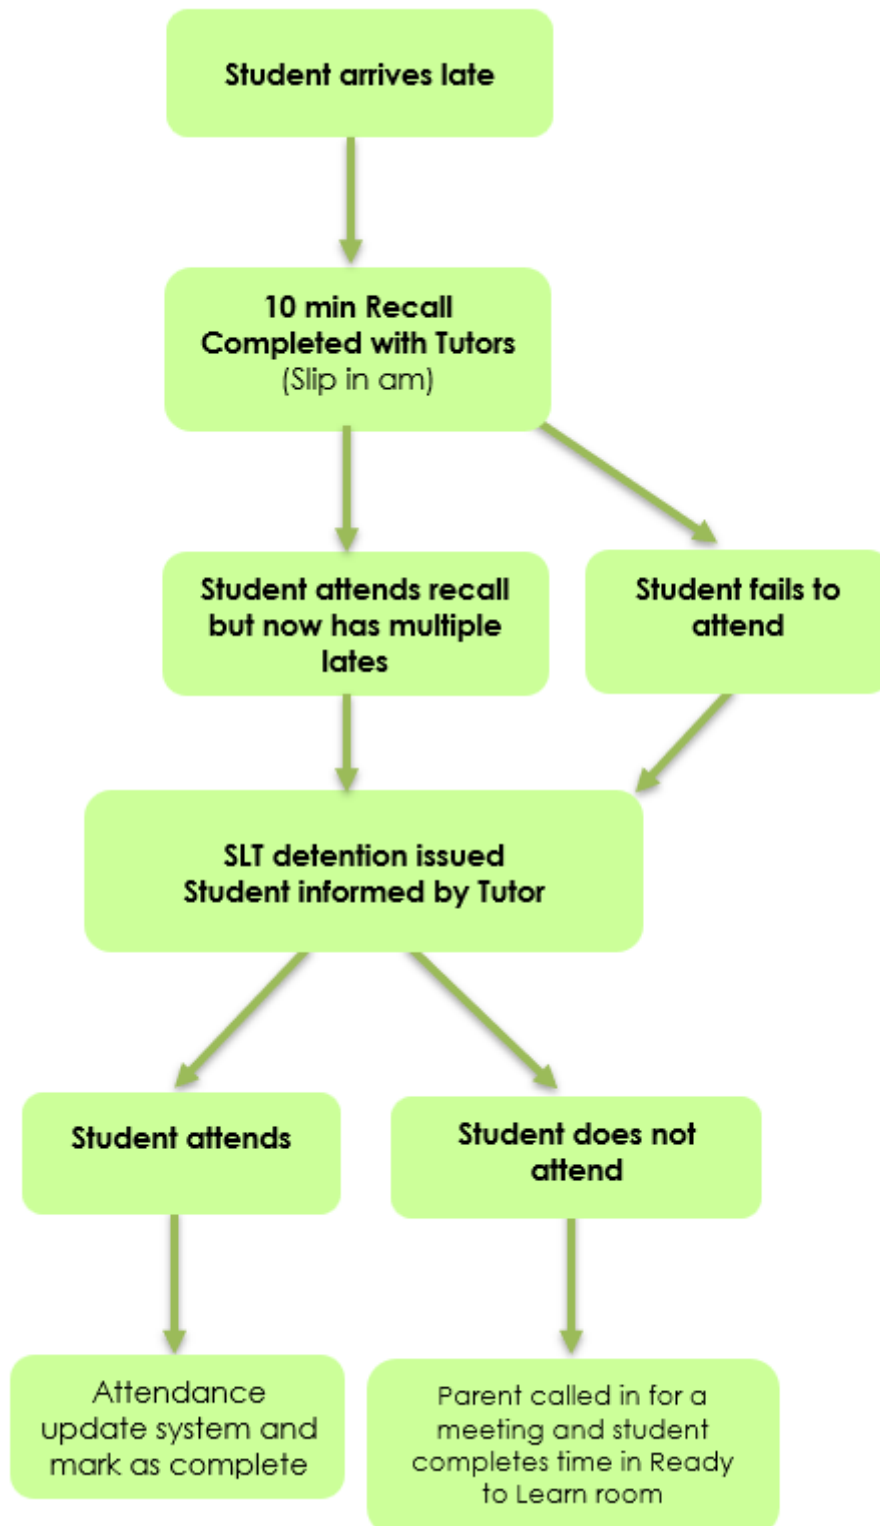 Student arrives late
10 min Recall
Completed with Tutors
(Slip in am)
Student attends recall
but now has multiple
lates
Student fails to
attend
SLT detention issued
Student informed by Tutor
Student attends
Student does not
attend
Attendance
update system and
mark as complete
Parent called in for a
meeting and student
completes time in Ready
to Learn room